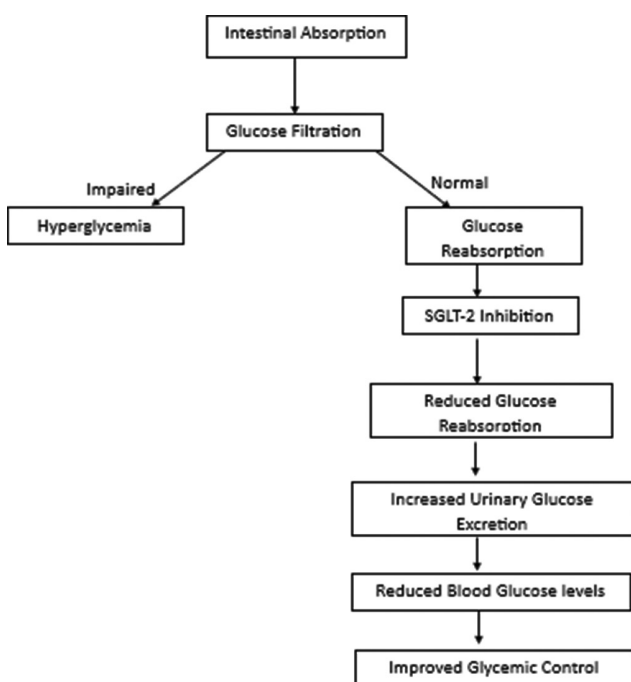 Intestinal Absorption
Glucose Filtration
Impaired
Normal
Hyperglycemia
Glucose
Reabsorption
SGLT-2 Inhibition
Reduced Glucose
Reabsorption
Increased Urinary Glucose
Excretion
Reduced Blood Glucose levels
Improved Glycemic Control